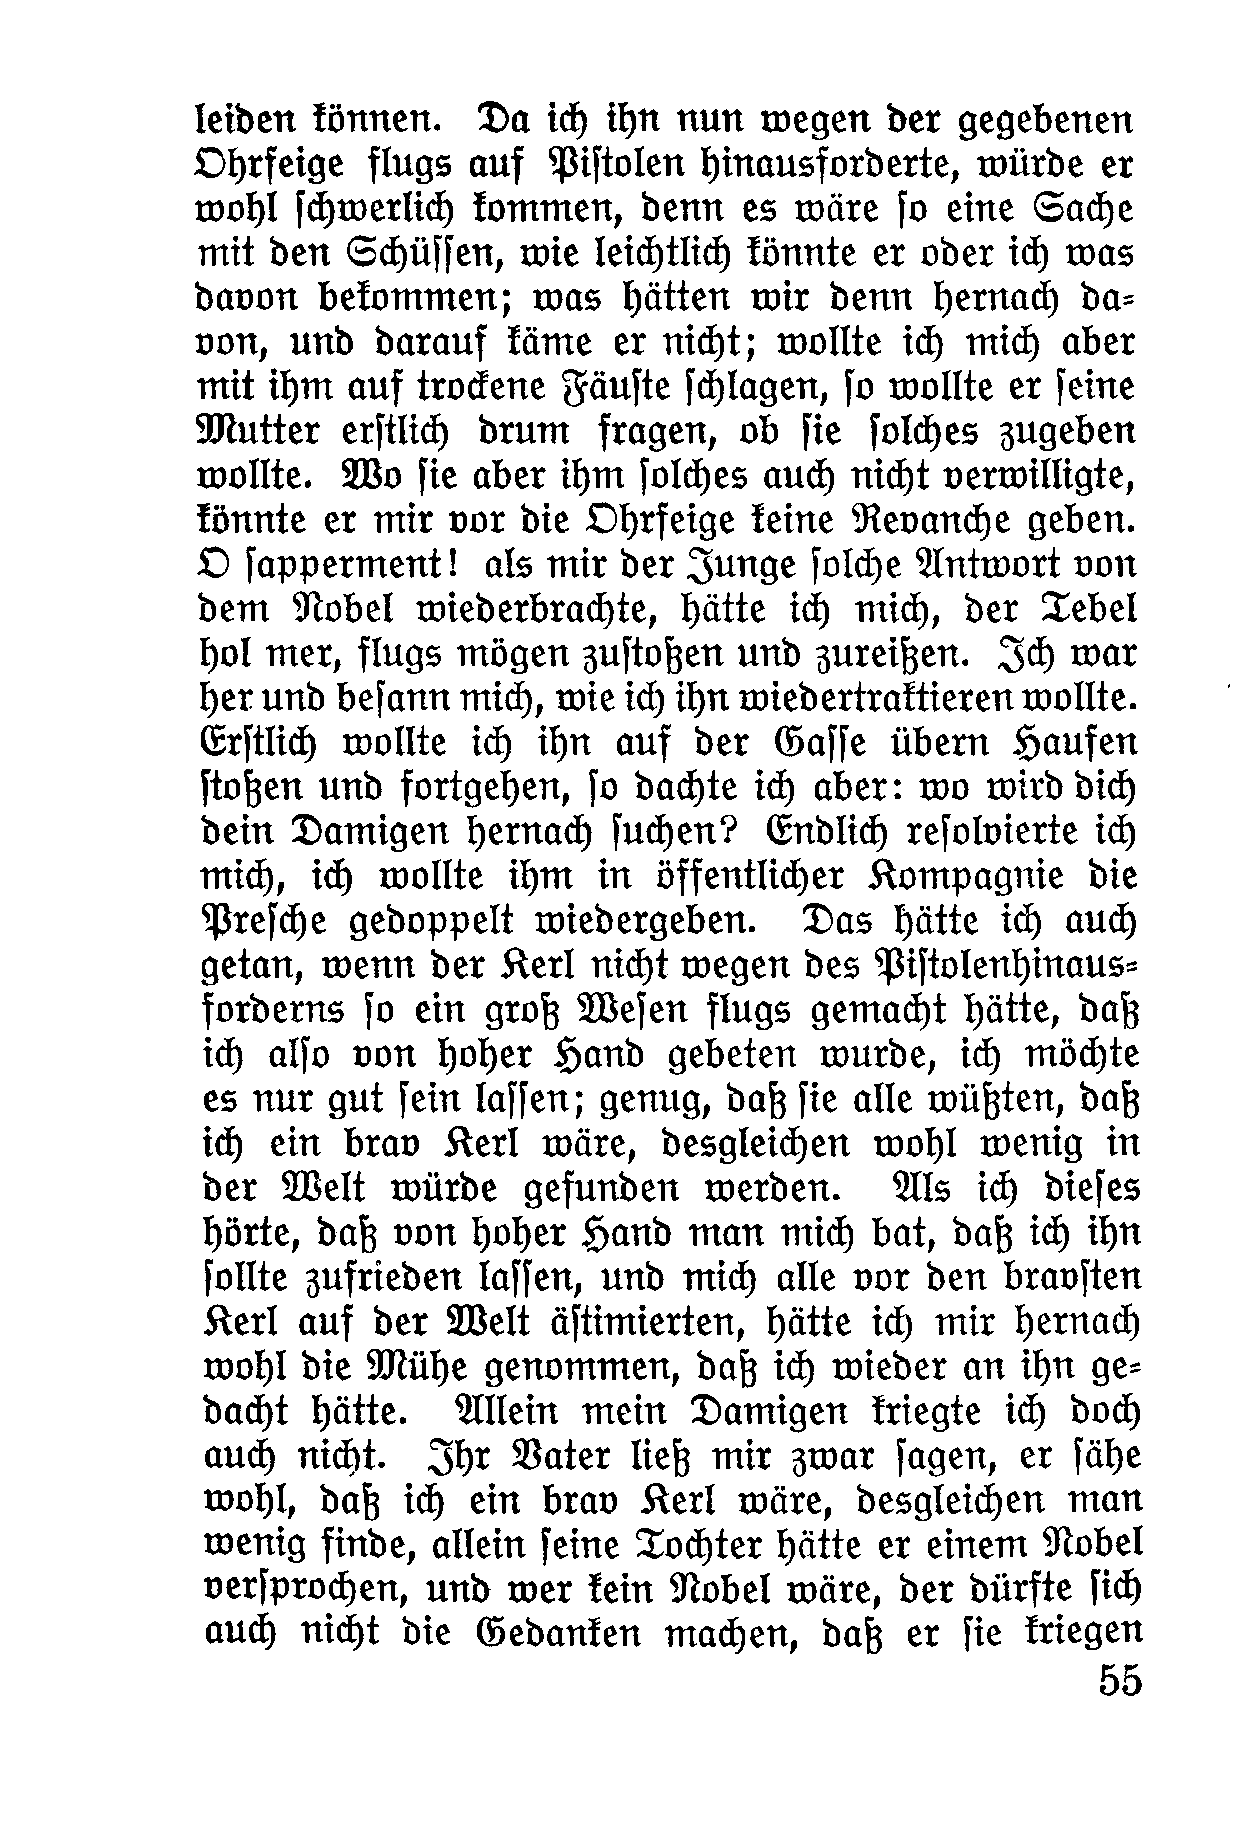 leiden können. Da ich ihn nun wegen der gegebenen
Ohrfeige flugs auf Piſtolen hinausforderte, würde er
wohl ſchwerlich kommen, denn es wäre ſo eine Sache
mit den Schüſſen, wie leichtlich könnte er oder ich was
davon bekommen; was hätten wir denn hernach da⸗
von, und darauf käme er nicht; wollte ich mich aber
mit ihm auf trockene Fäuſte ſchlagen, ſo wollte er ſeine
Mutter erſtlich drum fragen, ob ſie ſolches zugeben
wollte. Wo ſie aber ihm ſolches auch nicht verwilligte,
könnte er mir vor die Ohrfeige keine Revanche geben.
O ſapperment! als mir der Junge ſolche Antwort von
dem Nobel wiederbrachte, hätte ich mich, der Tebel
hol mer, flugs mögen zuſtoßen und zureißen. Ich war
her und beſann mich, wie ich ihn wiedertraktieren wollte.
Erſtlich wollte ich ihn auf der Gaſſe übern Haufen
ſtoßen und fortgehen, ſo dachte ich aber: wo wird dich
dein Damigen hernach ſuchen? Endlich reſolvierte ich
mich, ich wollte ihm in öffentlicher Kompagnie die
Preſche gedoppelt wiedergeben. Das hätte ich auch
getan, wenn der Kerl nicht wegen des Piſtolenhinaus⸗
forderns ſo ein groß Weſen flugs gemacht hätte, daß
ich alſo von hoher Hand gebeten wurde, ich möchte
es nur gut ſein laſſen; genug, daß ſie alle wüßten, daß
ich ein brav Kerl wäre, desgleichen wohl wenig in
der Welt würde gefunden werden. Als ich dieſes
hörte, daß von hoher Hand man mich bat, daß ich ihn
ſollte zufrieden laſſen, und mich alle vor den bravſten
Kerl auf der Welt äſtimierten, hätte ich mir hernach
wohl die Mühe genommen, daß ich wieder an ihn ge⸗
dacht hätte. Allein mein Damigen kriegte ich doch
auch nicht. Ihr Vater ließ mir zwar ſagen, er ſähe
wohl, daß ich ein brav Kerl wäre, desgleichen man
wenig finde, allein ſeine Tochter hätte er einem Nobel
verſprochen, und wer kein Nobel wäre, der dürfte ſich
auch nicht die Gedanken machen, daß er ſie kriegen
55